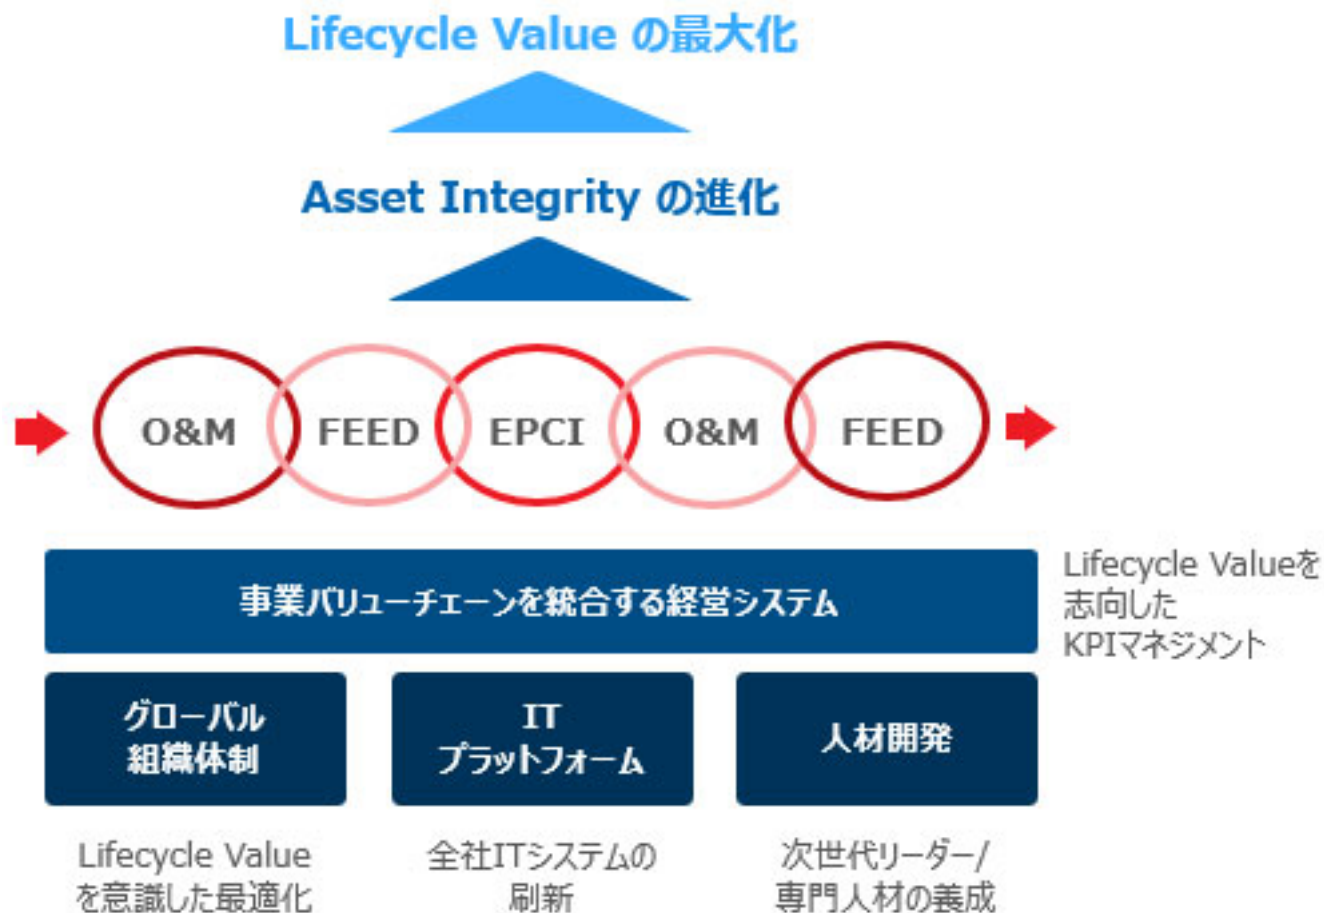 Lifecycle Value の最大化
Asset Integrity の進化
O&M
FEED
EPCI
O&M
FEED
事業バリューチェーンを統合する経営システム
Lifecycle Valueを
志向した
KPIマネジメント
グローバル
組織体制
IT
プラットフォーム
人材開発
Lifecycle Value
を意識した最適化
全社ITシステムの
刷新
次世代リーダー/
専門人材の養成